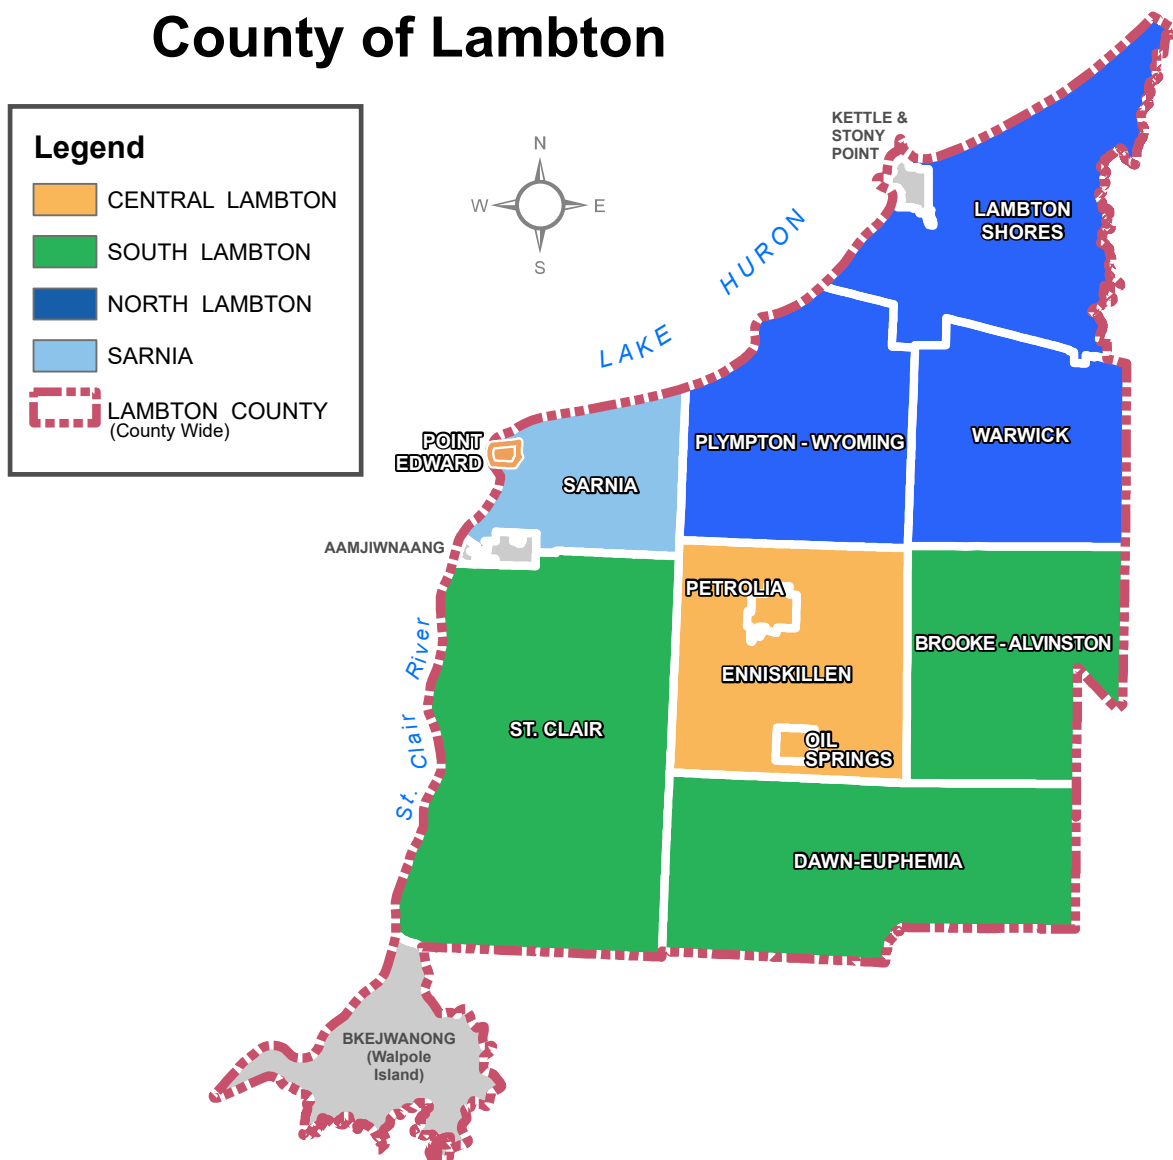 County of Lambton
Legend
CENTRAL LAMBTON
SOUTH LAMBTON
NORTH LAMBTON
SARNIA
LAMBTON COUNTY
(County Wide)
N
W
E
S
KETTLE &
STONY
POINT
LAMBTON
SHORES
LAKE HURON
POINT
EDWARD
SARNIA
PLYMPTON - WYOMING
WARWICK
AAMJIWNAANG
PETROLIA
BROOKE - ALVINSTON
ENNISKILLEN
St. Clair River
ST. CLAIR
OIL
SPRINGS
DAWN-EUPHEMIA
BKEJWANONG
(Walpole
Island)